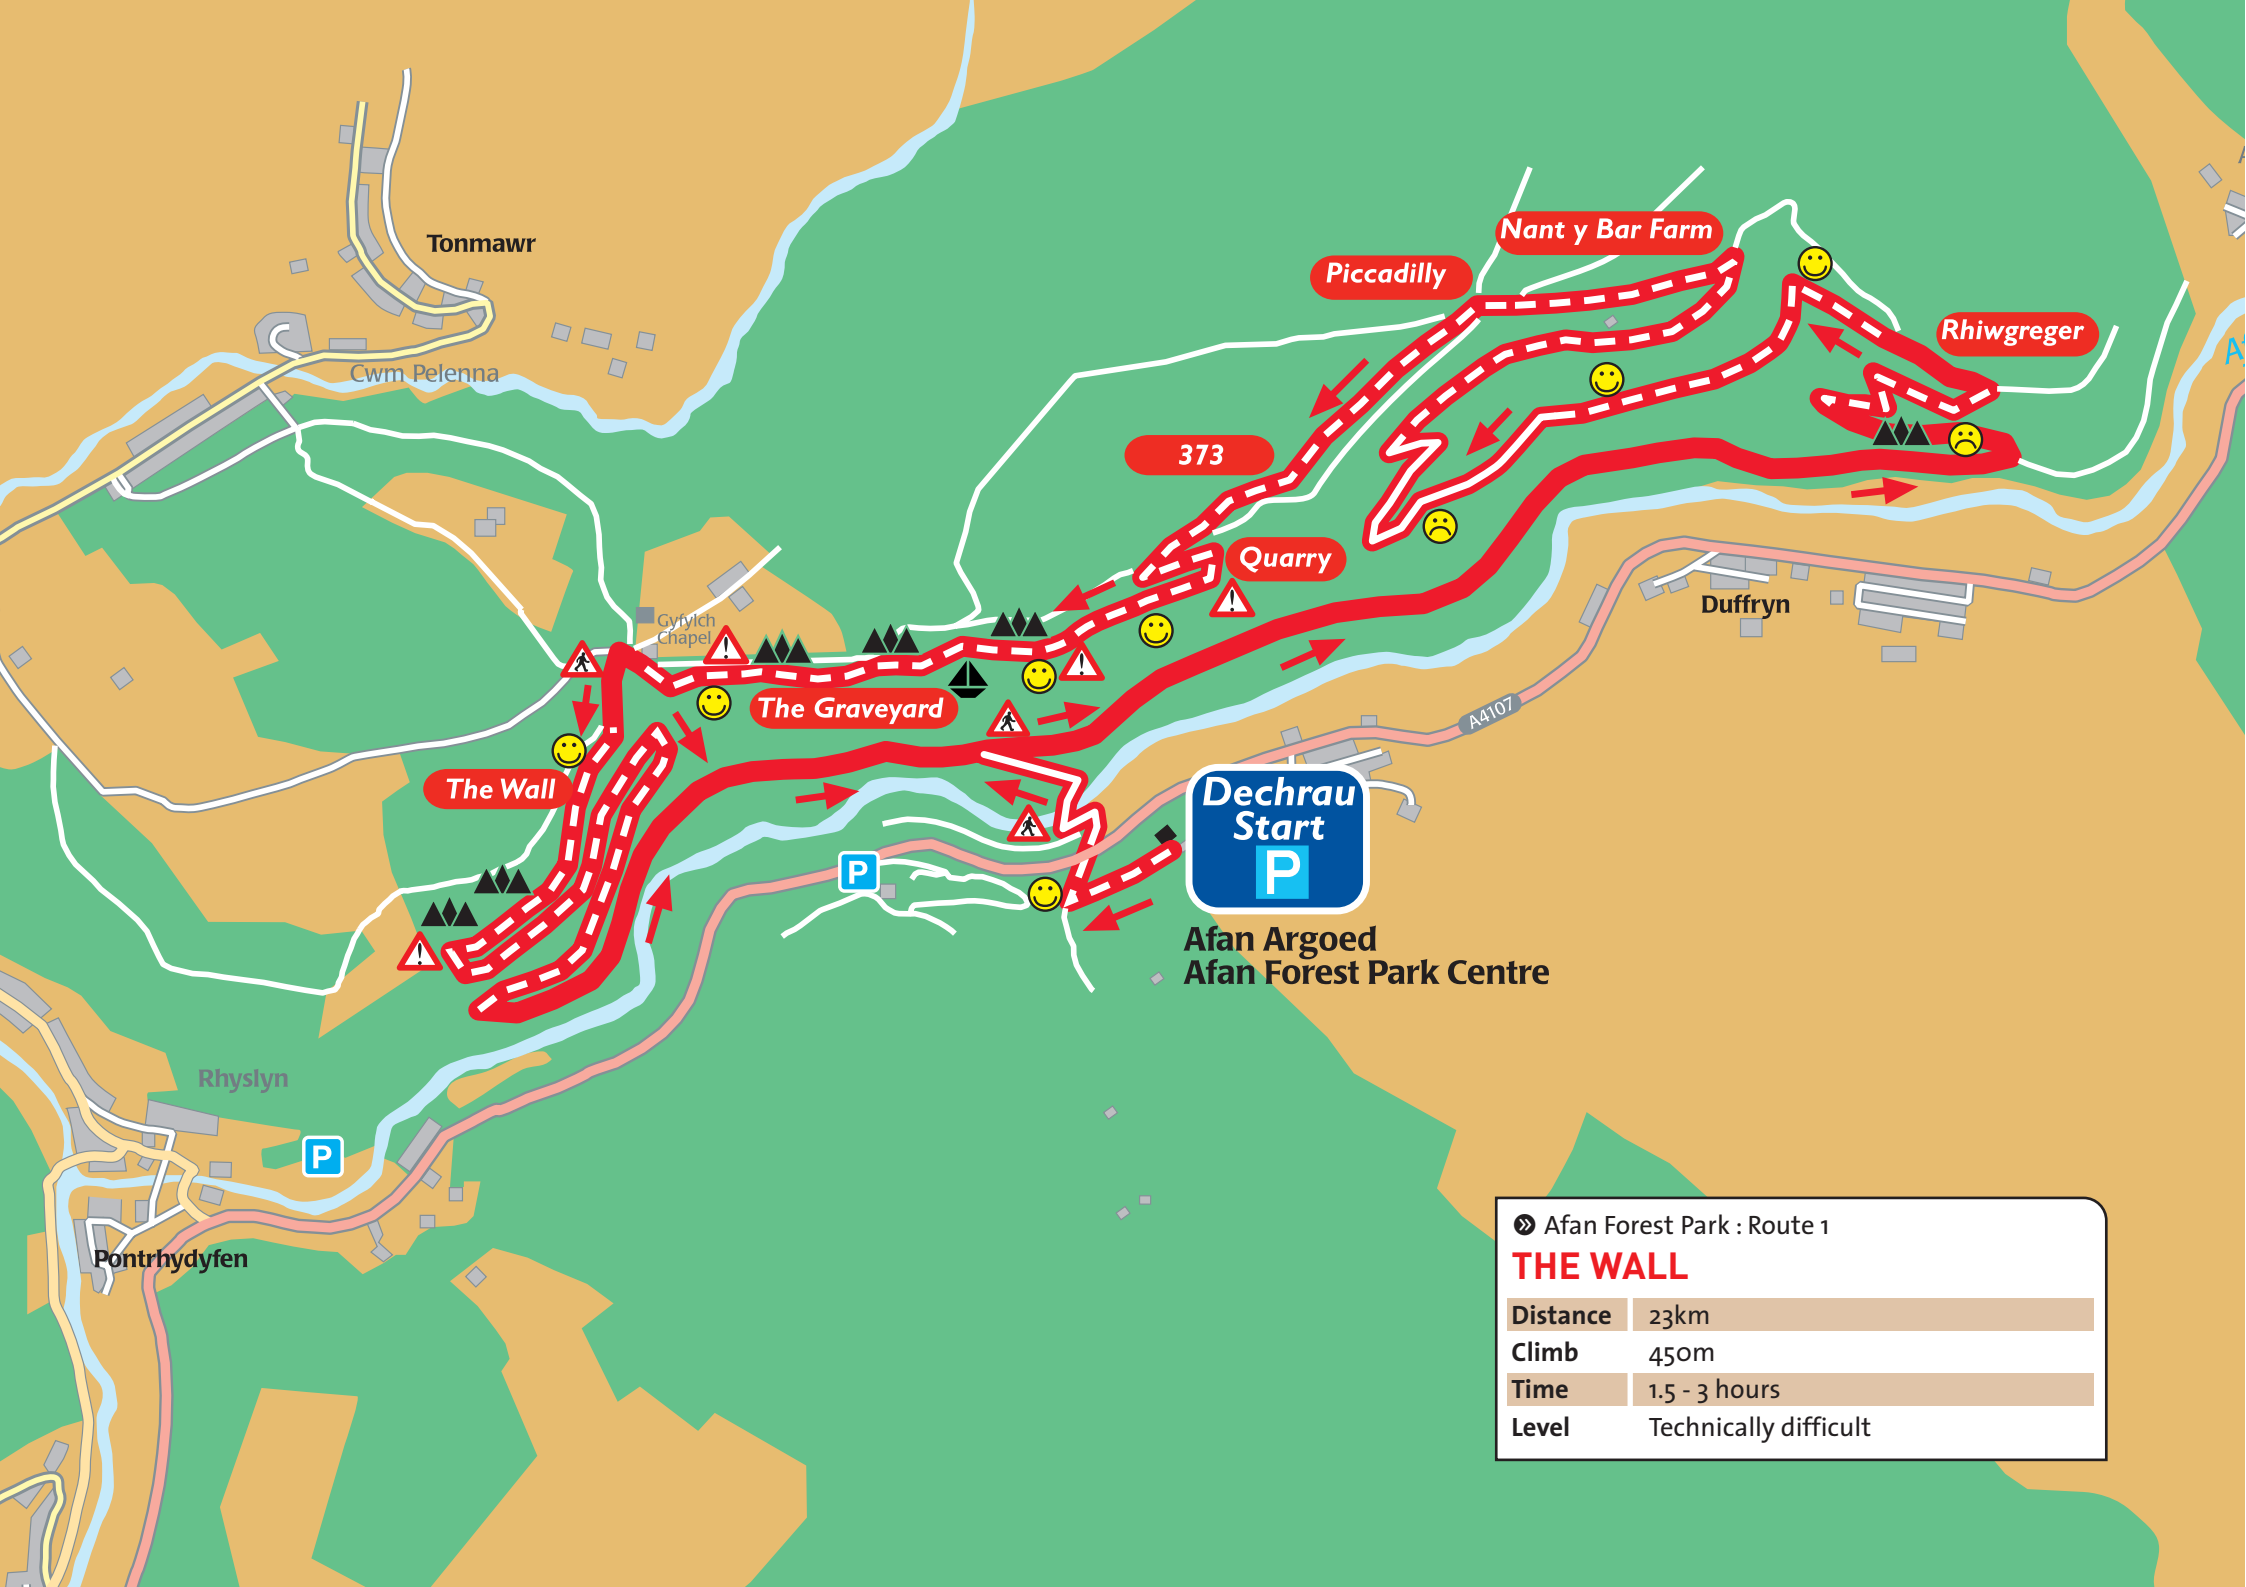 Tonmawr
Cwm Pelenna
Nant y Bar Farm
Piccadilly
Rhiwgreger
373
Quarry
Gyfylch
Chapel
The Graveyard
The Wall
Duffryn
A4107
Dechrau
Start
P
P
Afan Argoed
Afan Forest Park Centre
Rhyslyn
P
Pontrhydyfen
Afan Forest Park : Route 1
THE WALL
Distance 23km
Climb 450m
Time 1.5 - 3 hours
Level Technically difficult